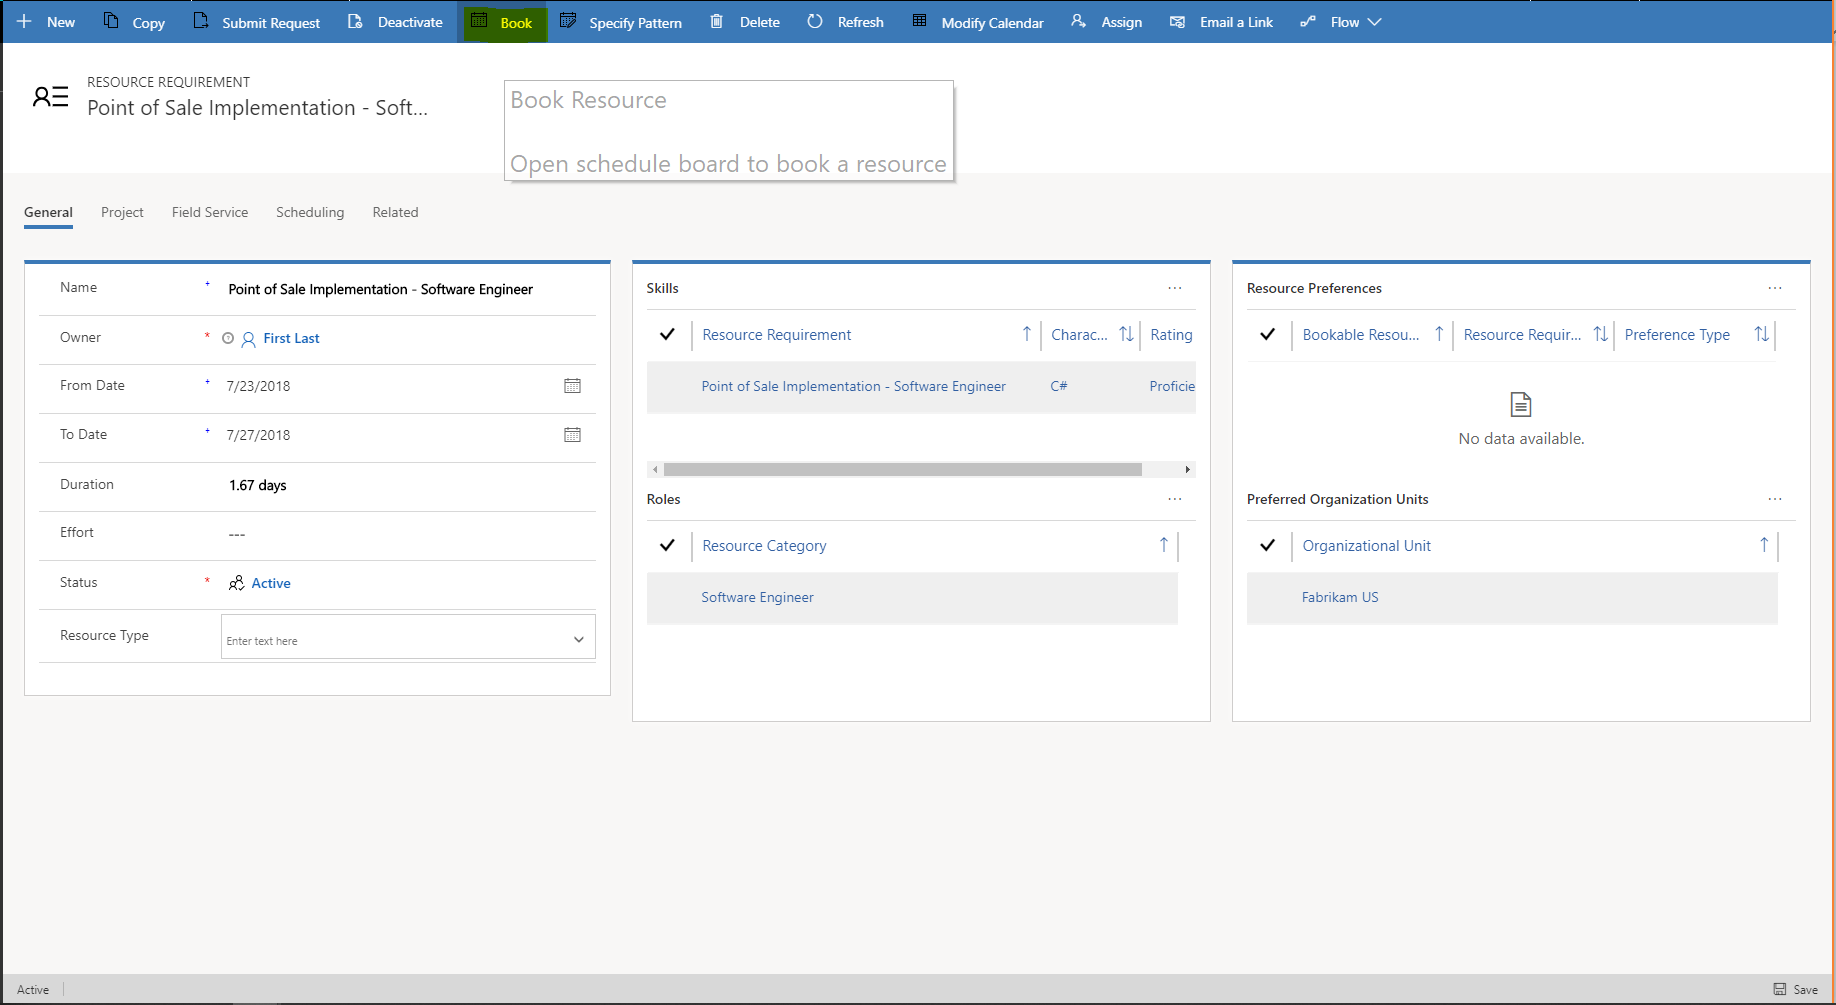 New Copy Submit Request Deactivate Book Specify Pattern Delete Refresh Modify Calendar Assign Email a Link Flow
RESOURCE REQUIREMENT
Point of Sale Implementation - Soft...
Book Resource
Open schedule board to book a resource
General Project Field Service Scheduling Related
Name + Point of Sale Implementation - Software Engineer
Owner * First Last
From Date + 7/23/2018
To Date + 7/27/2018
Duration 1.67 days
Effort ---
Status * Active
Resource Type Enter text here
Skills ...
Resource Requirement Charac... Rating
Point of Sale Implementation - Software Engineer C# Proficie
Roles ...
Resource Category
Software Engineer
Resource Preferences ...
Bookable Resou... Resource Requir... Preference Type
No data available.
Preferred Organization Units ...
Organizational Unit
Fabrikam US
Active Save